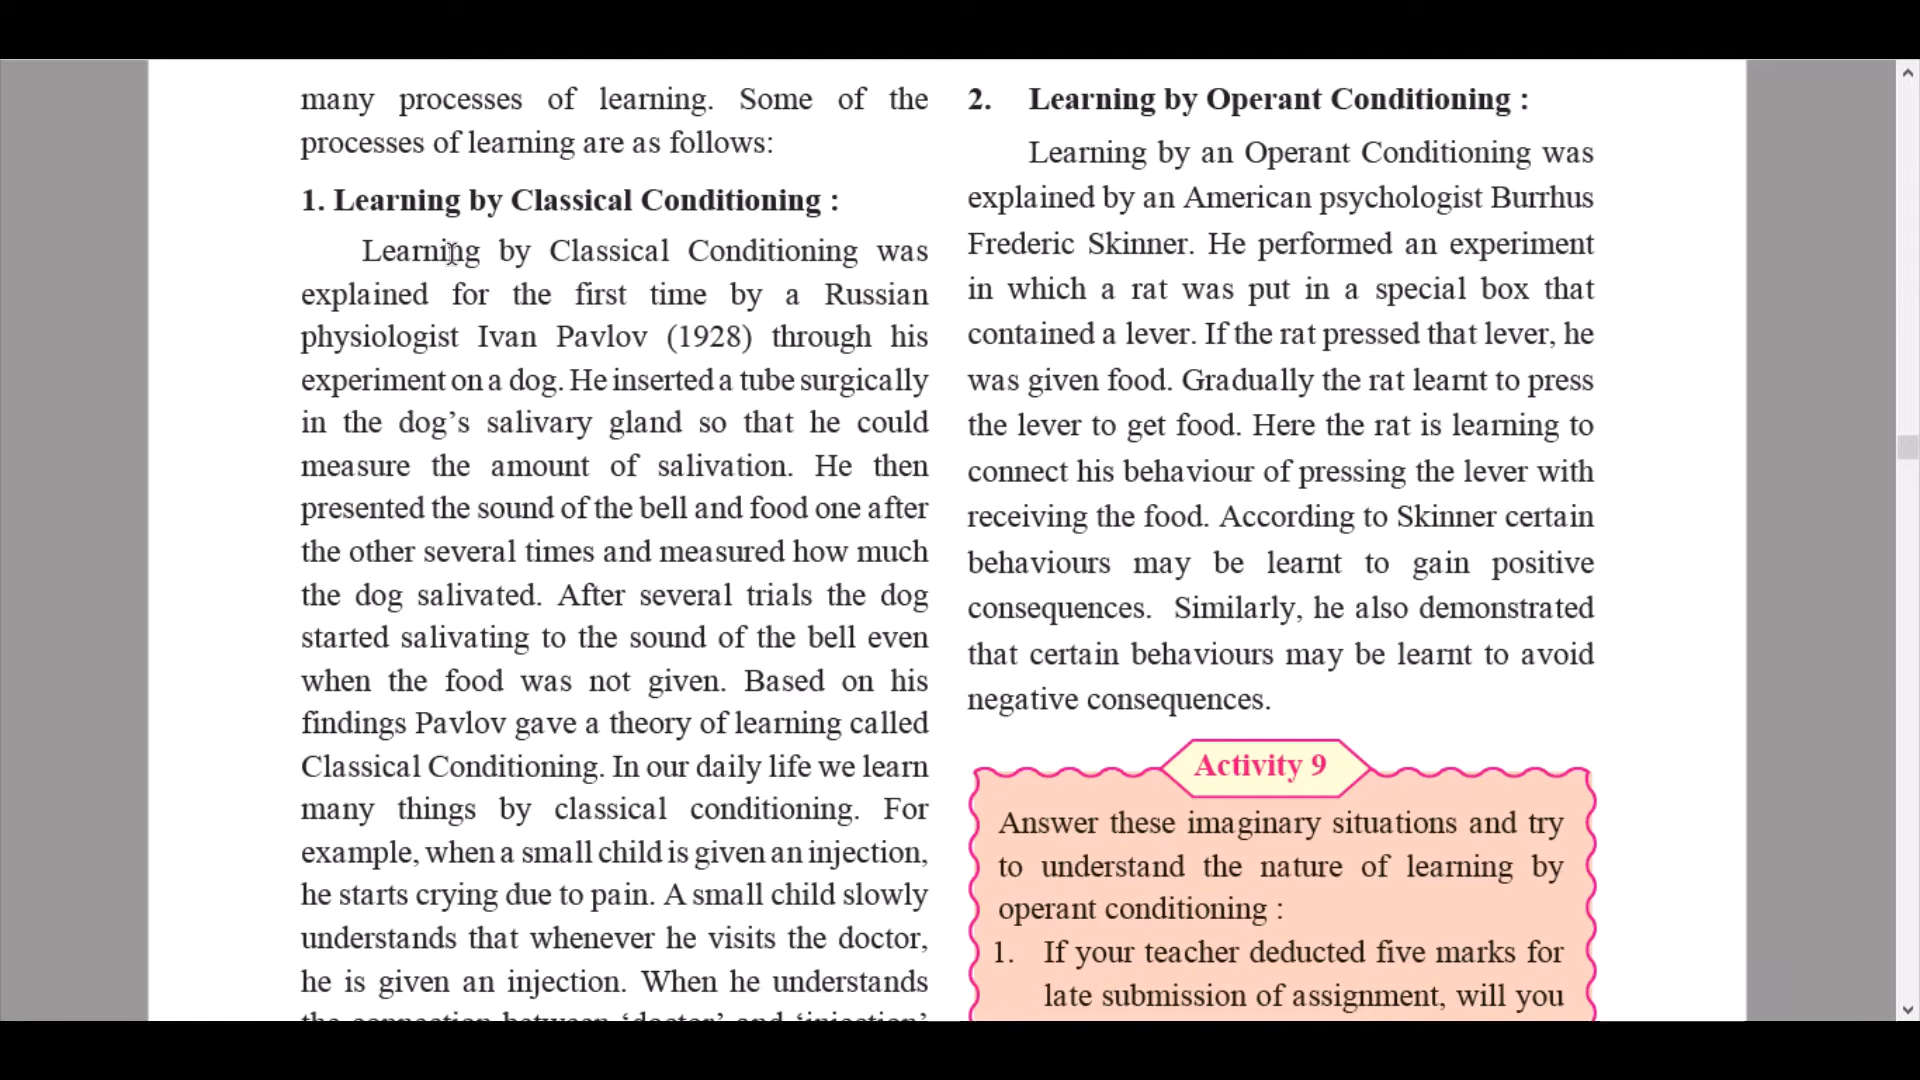 many processes of learning. Some of the
processes of learning are as follows:
1. Learning by Classical Conditioning :
Learning by Classical Conditioning was
explained for the first time by a Russian
physiologist Ivan Pavlov (1928) through his
experiment on a dog. He inserted a tube surgically
in the dog’s salivary gland so that he could
measure the amount of salivation. He then
presented the sound of the bell and food one after
the other several times and measured how much
the dog salivated. After several trials the dog
started salivating to the sound of the bell even
when the food was not given. Based on his
findings Pavlov gave a theory of learning called
Classical Conditioning. In our daily life we learn
many things by classical conditioning. For
example, when a small child is given an injection,
he starts crying due to pain. A small child slowly
understands that whenever he visits the doctor,
he is given an injection. When he understands
the connection between ‘doctor’ and ‘injection’
2. Learning by Operant Conditioning :
Learning by an Operant Conditioning was
explained by an American psychologist Burrhus
Frederic Skinner. He performed an experiment
in which a rat was put in a special box that
contained a lever. If the rat pressed that lever, he
was given food. Gradually the rat learnt to press
the lever to get food. Here the rat is learning to
connect his behaviour of pressing the lever with
receiving the food. According to Skinner certain
behaviours may be learnt to gain positive
consequences. Similarly, he also demonstrated
that certain behaviours may be learnt to avoid
negative consequences.
Activity 9
Answer these imaginary situations and try
to understand the nature of learning by
operant conditioning :
1. If your teacher deducted five marks for
late submission of assignment, will you